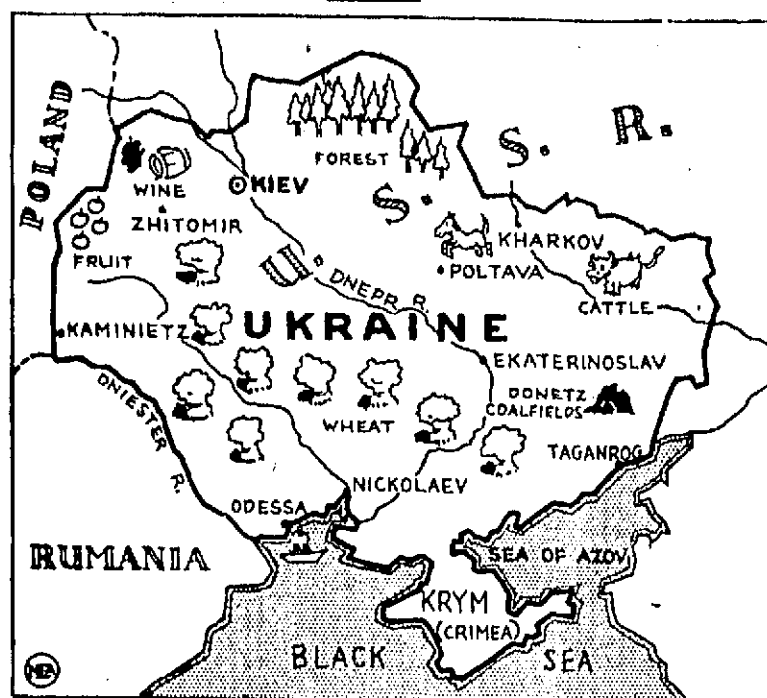 POLAND
S. S. R.
FOREST
WINE
KIEV
ZHITOMIR
KHARKOV
FRUIT
POLTAVA
DNEPR R.
CATTLE
KAMINIETZ
UKRAINE
EKATERINOSLAV
DNIESTER R.
DONETZ
COALFIELDS
WHEAT
TAGANROG
NICKOLAEV
ODESSA
RUMANIA
SEA OF AZOV
KRYM
(CRIMEA)
BLACK SEA